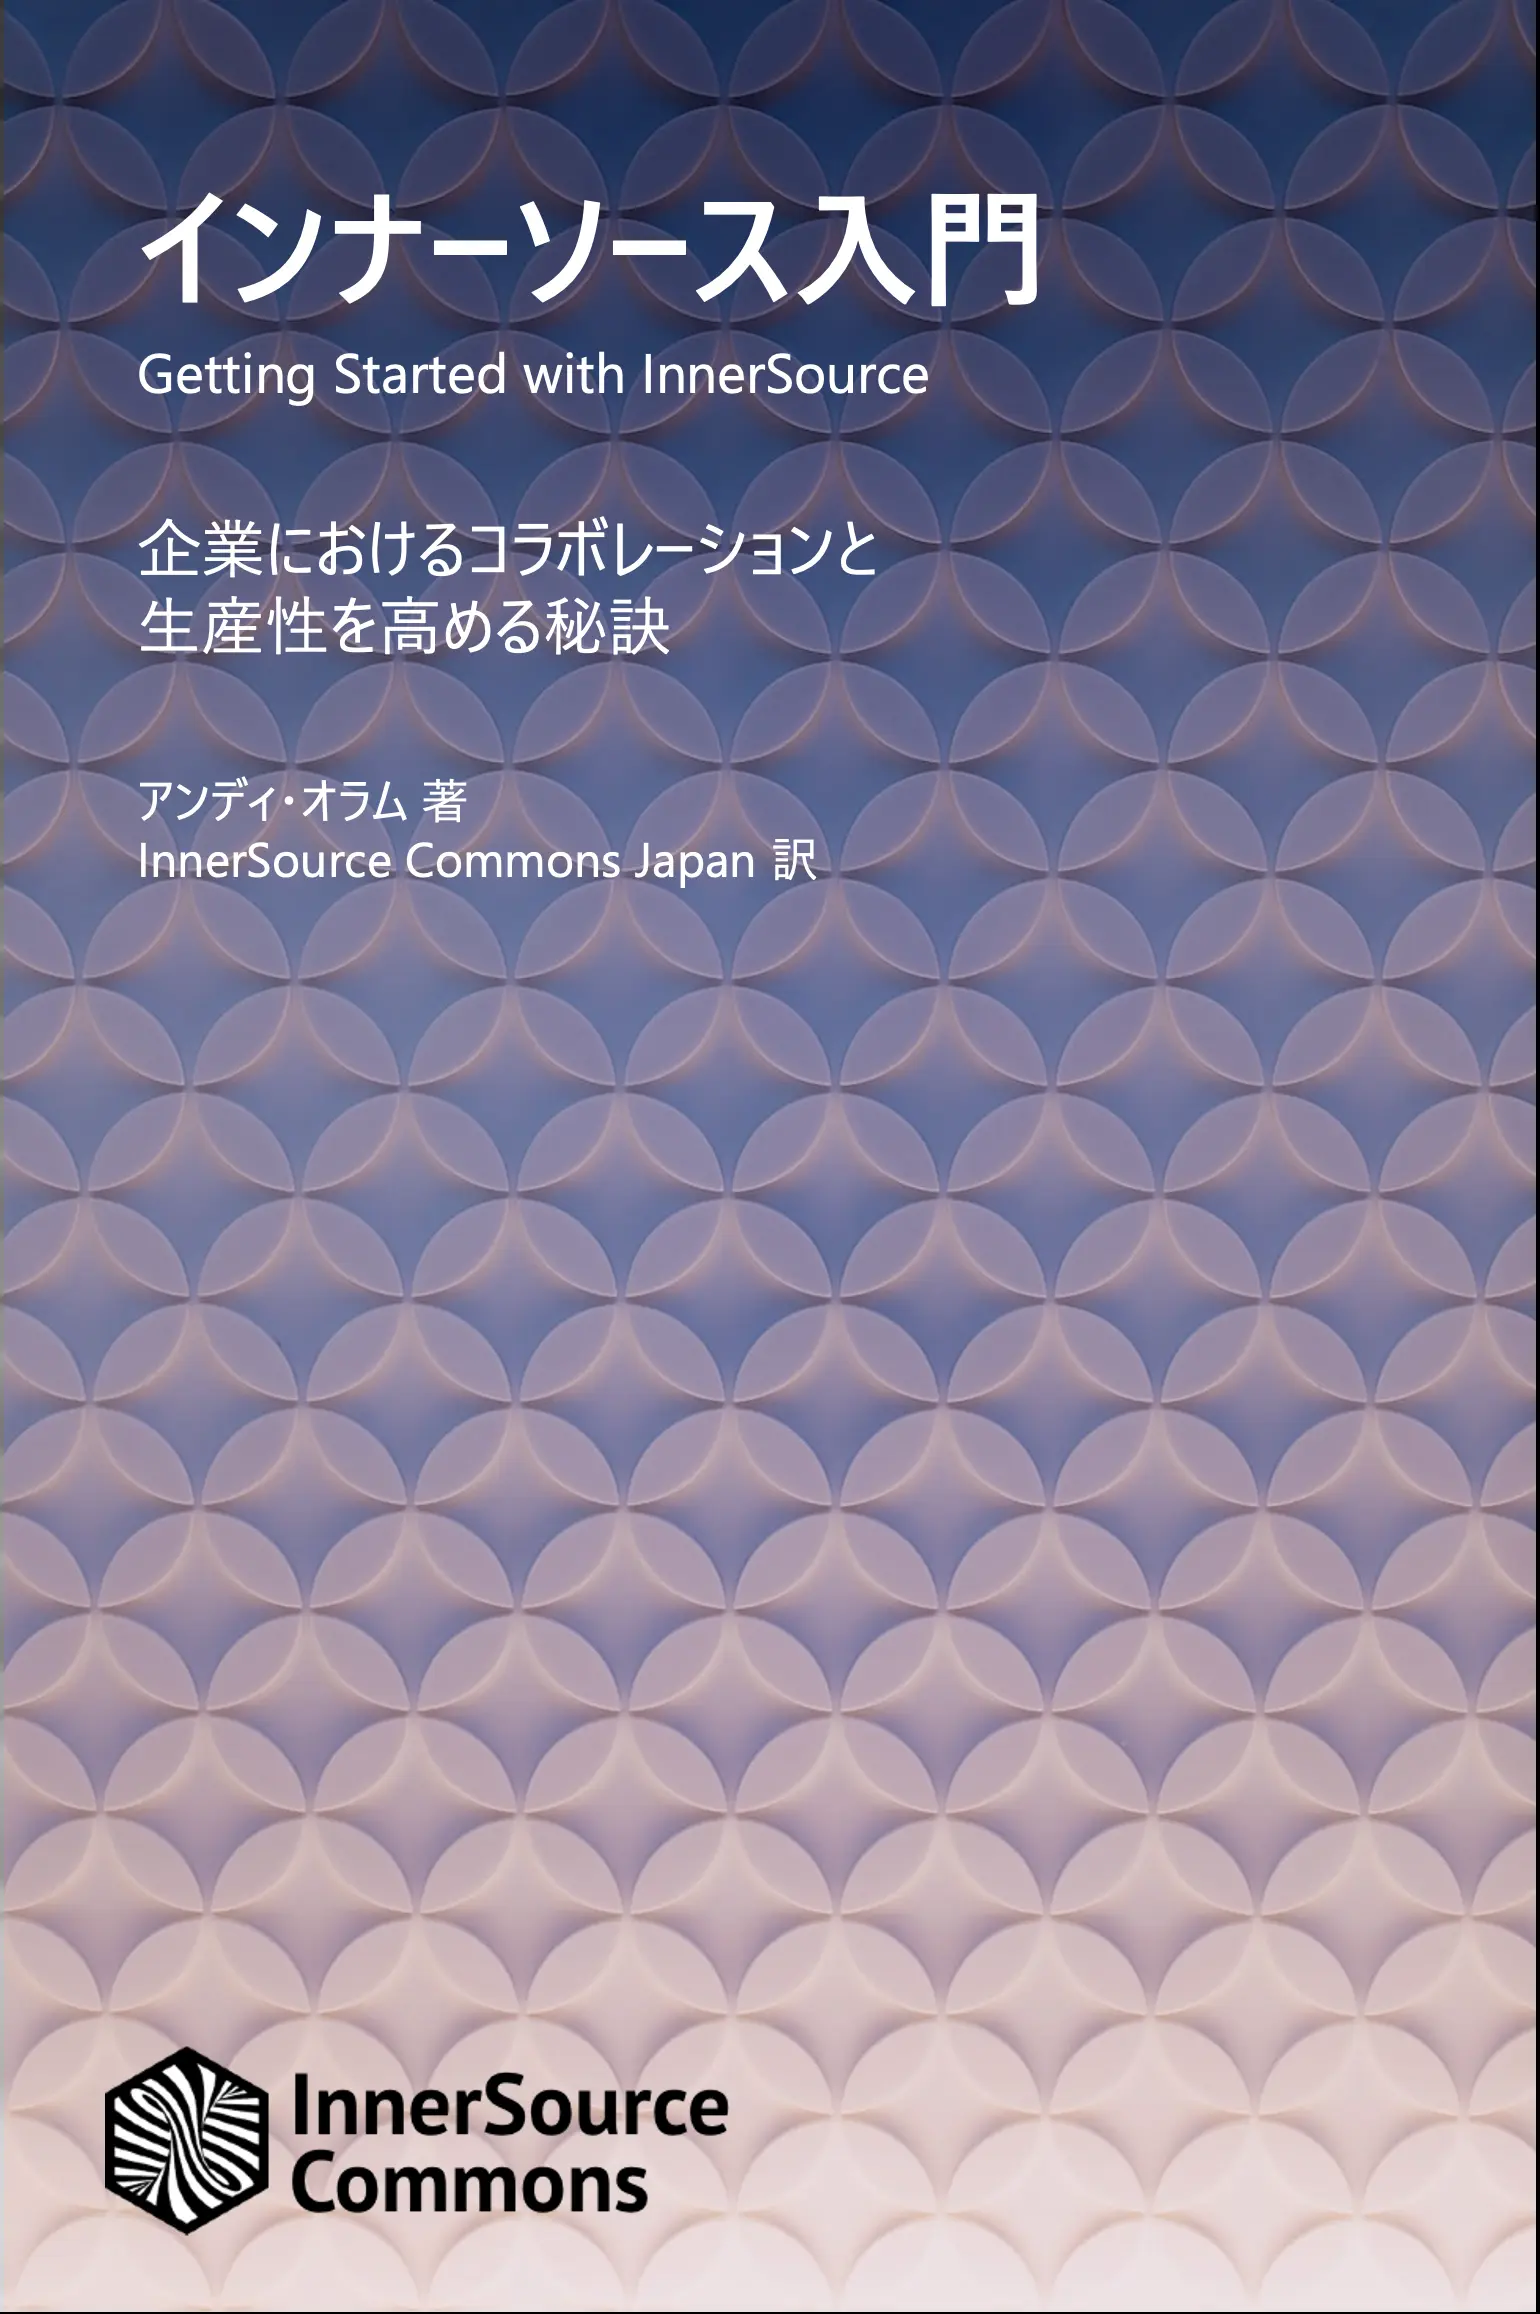 インナーソース入門
Getting Started with InnerSource
企業におけるコラボレーションと
生産性を高める秘訣
アンディ・オラム 著
InnerSource Commons Japan 訳
InnerSource
Commons